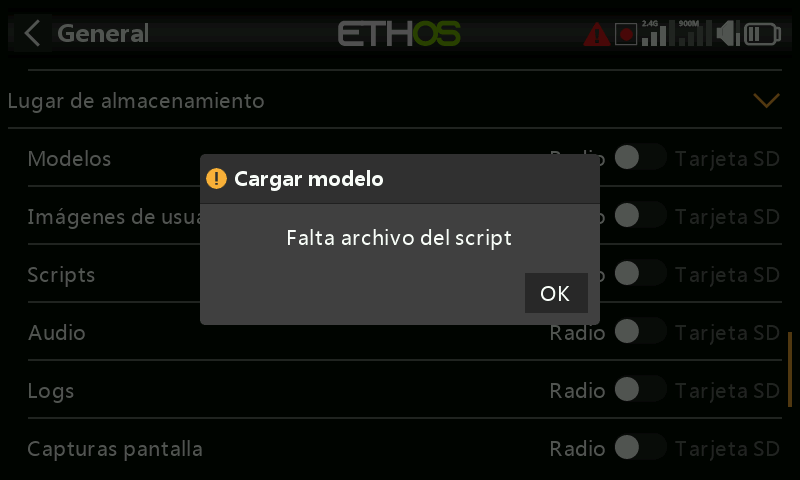 General
ETHOS
2.4G
900M
Lugar de almacenamiento
Modelos
Radio
Tarjeta SD
Cargar modelo
Falta archivo del script
OK
Imágenes de usua
Tarjeta SD
Scripts
Tarjeta SD
Audio
Radio
Tarjeta SD
Logs
Radio
Tarjeta SD
Capturas pantalla
Radio
Tarjeta SD